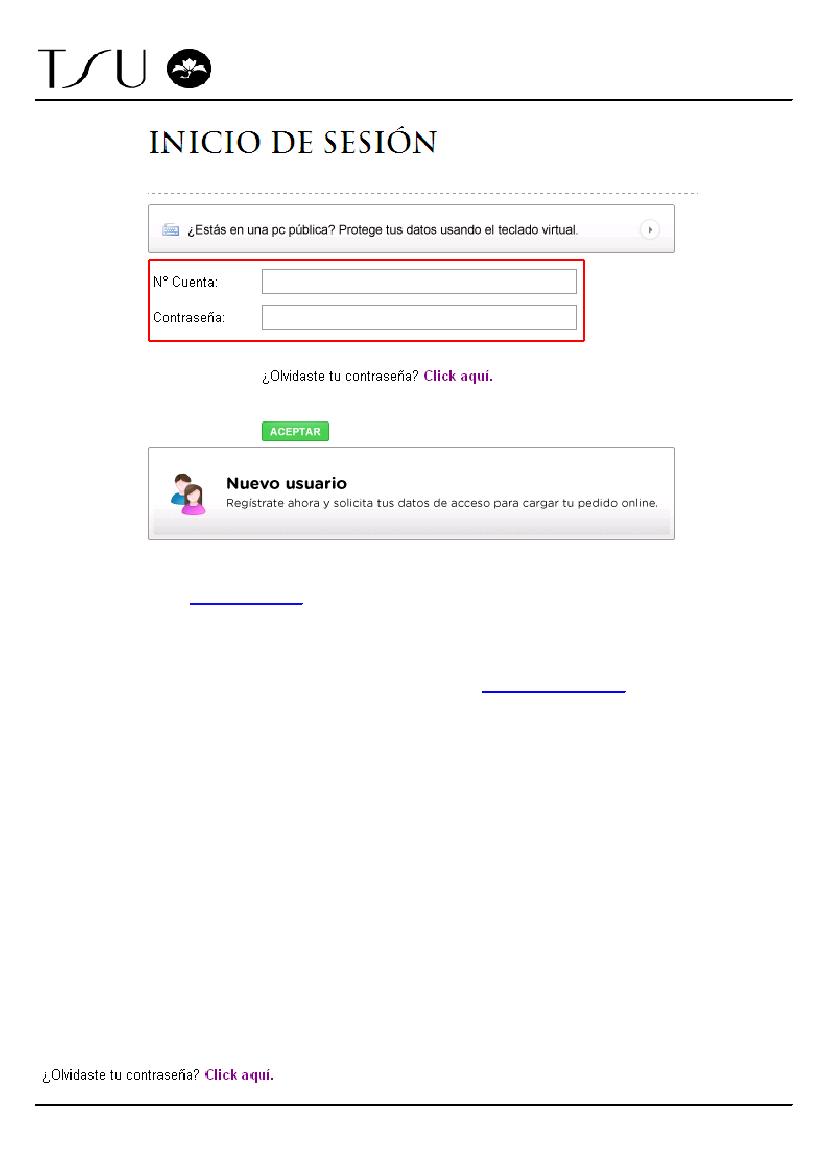 TSU
INICIO DE SESIÓN
¿Estás en una pc pública? Protege tus datos usando el teclado virtual.
N° Cuenta:
Contraseña:
¿Olvidaste tu contraseña? Click aquí.
ACEPTAR
Nuevo usuario
Regístrate ahora y solicita tus datos de acceso para cargar tu pedido online.
¿Olvidaste tu contraseña? Click aquí.